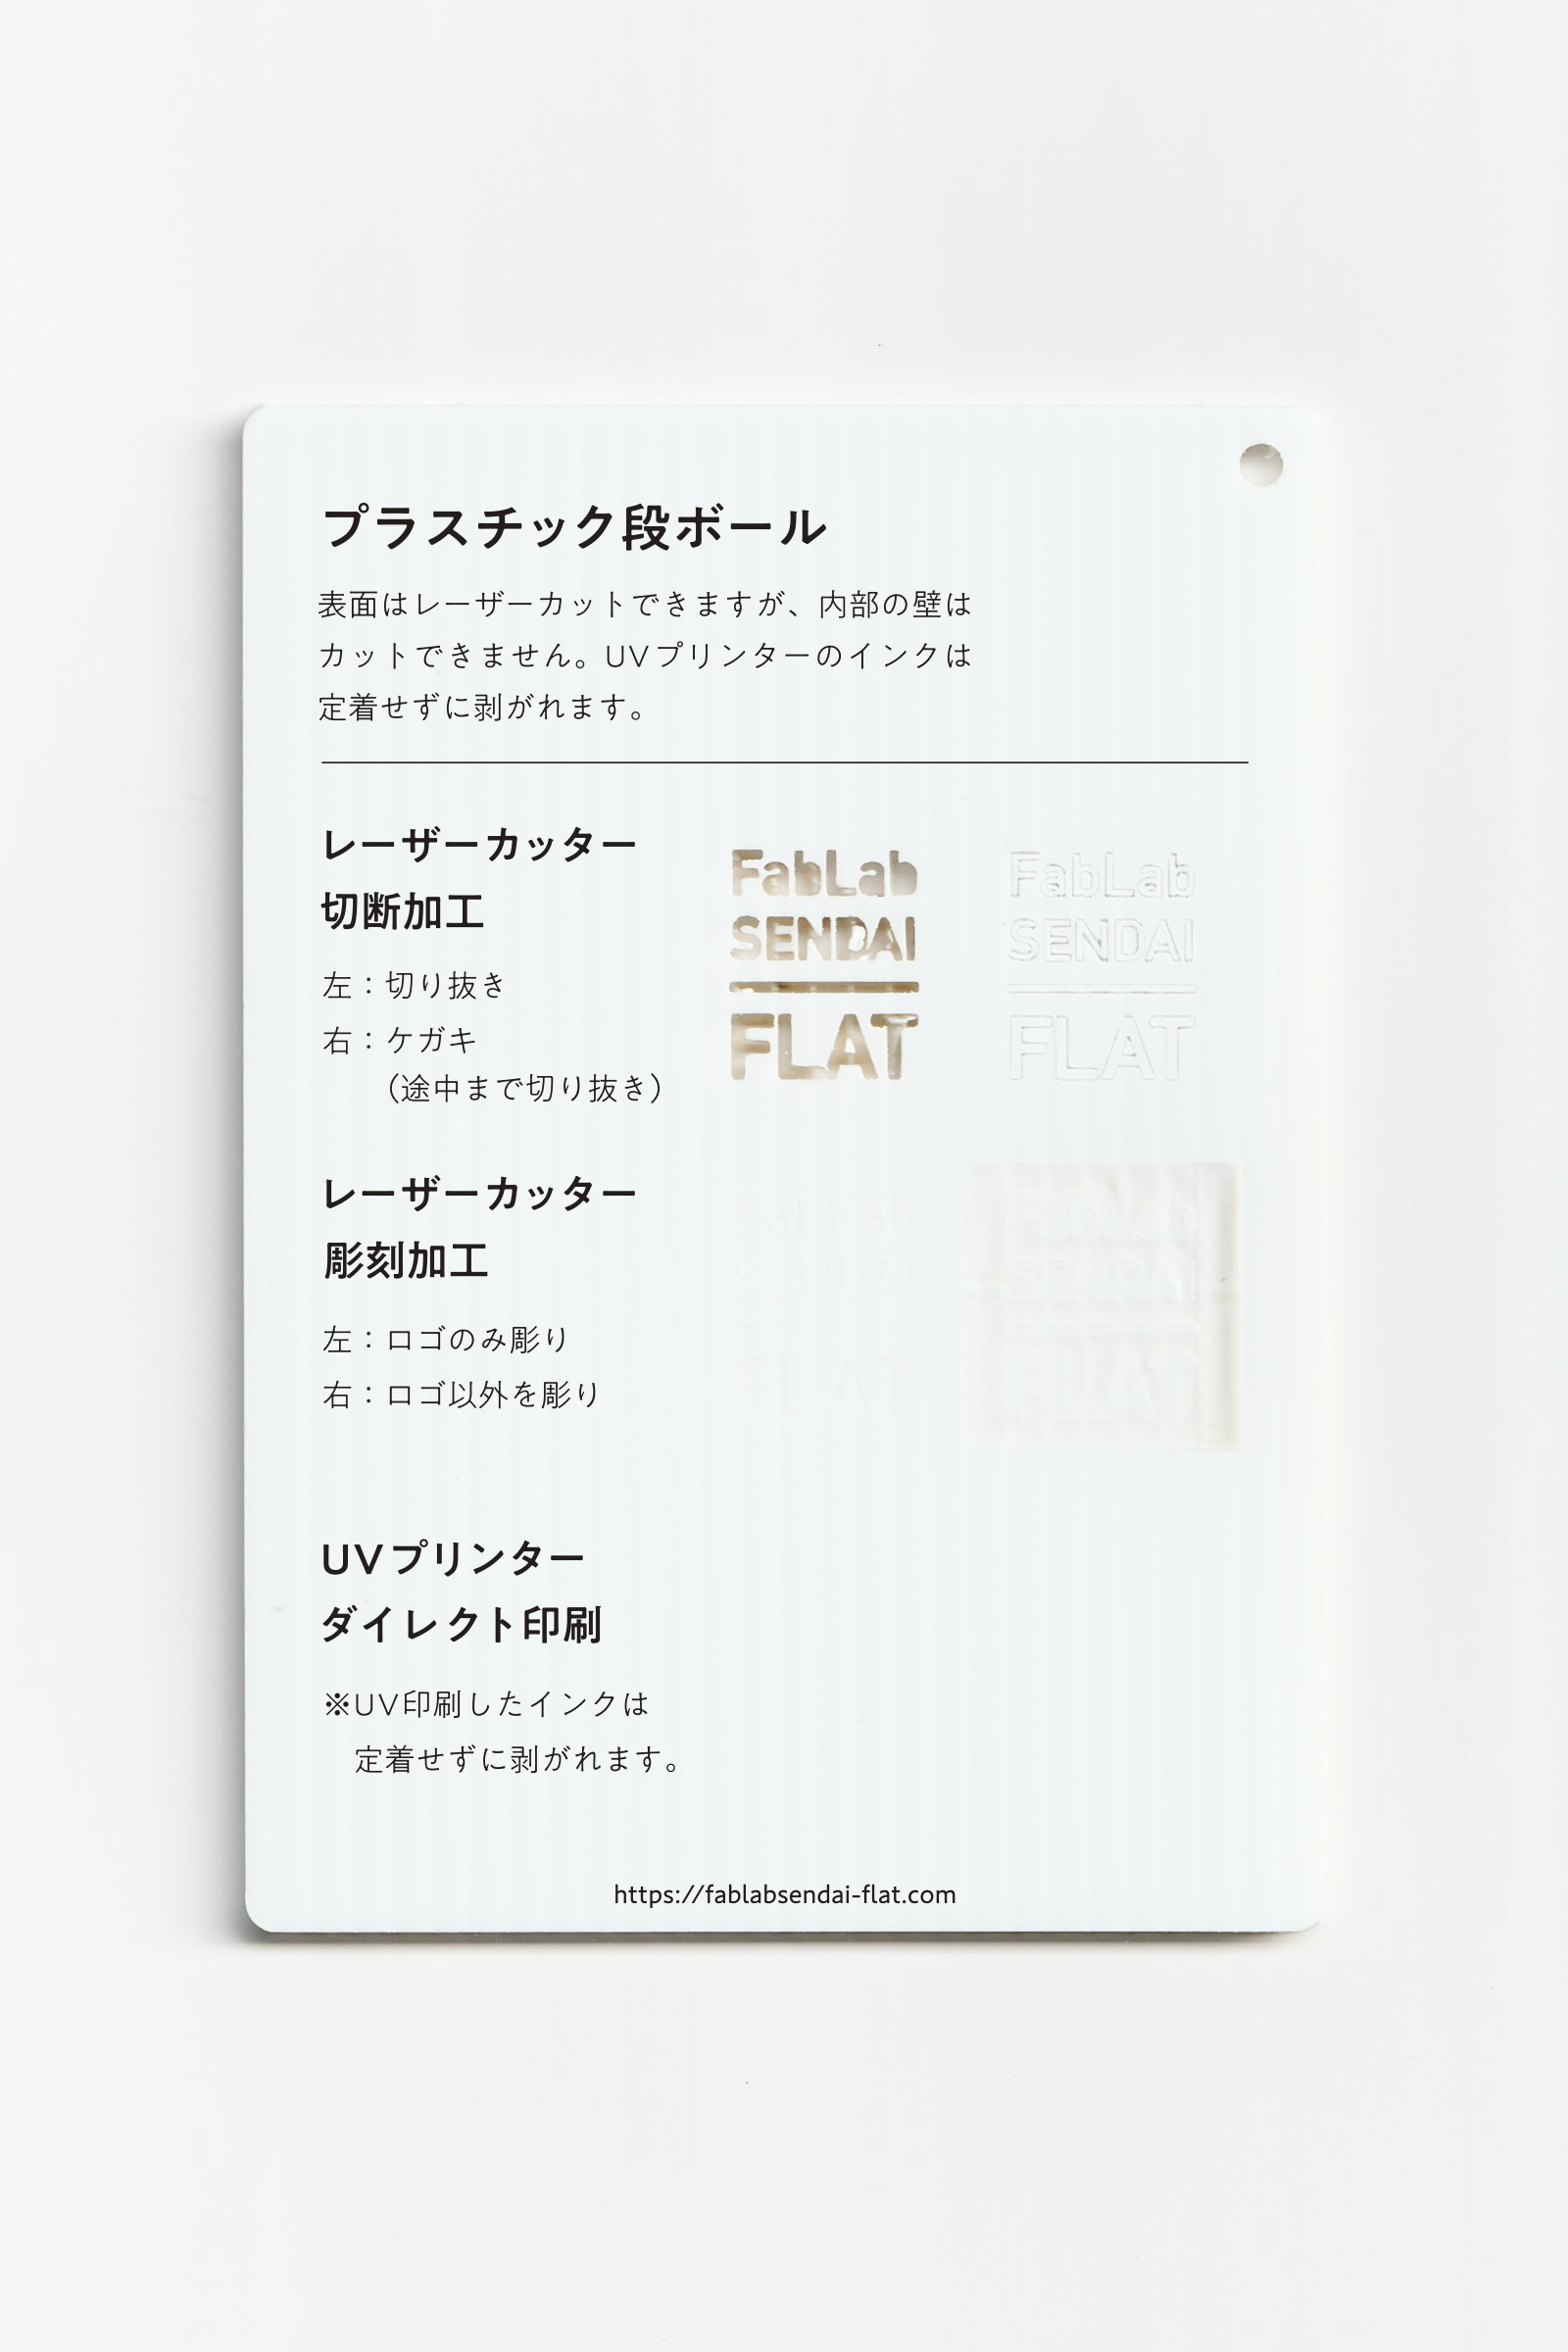 プラスチック段ボール
表面はレーザーカットできますが、内部の壁は
カットできません。UVプリンターのインクは
定着せずに剥がれます。
レーザーカッター
切断加工
左：切り抜き
右：ケガキ
（途中まで切り抜き）
FabLab
SENDAI
FLAT
FabLab
SENDAI
FLAT
レーザーカッター
彫刻加工
左：ロゴのみ彫り
右：ロゴ以外を彫り
FabLab
SENDAI
FLAT
FabLab
SENDAI
FLAT
UVプリンター
ダイレクト印刷
※UV印刷したインクは
定着せずに剥がれます。
https://fablabsendai-flat.com